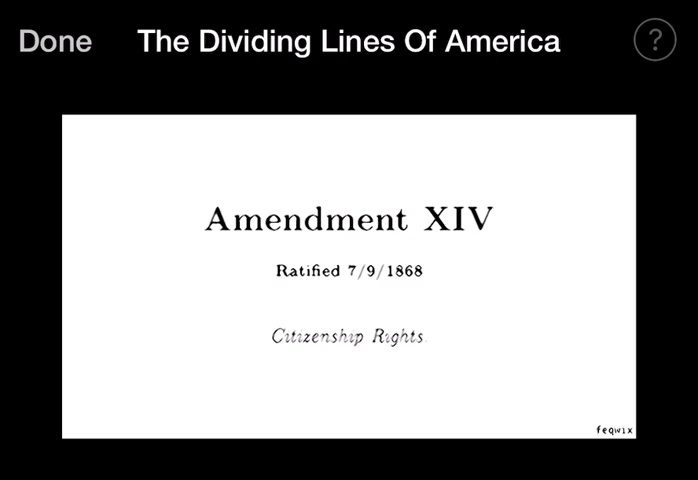 Done The Dividing Lines Of America ?
Amendment XIV
Ratified 7/9/1868
Citizenship Rights.
feqwix